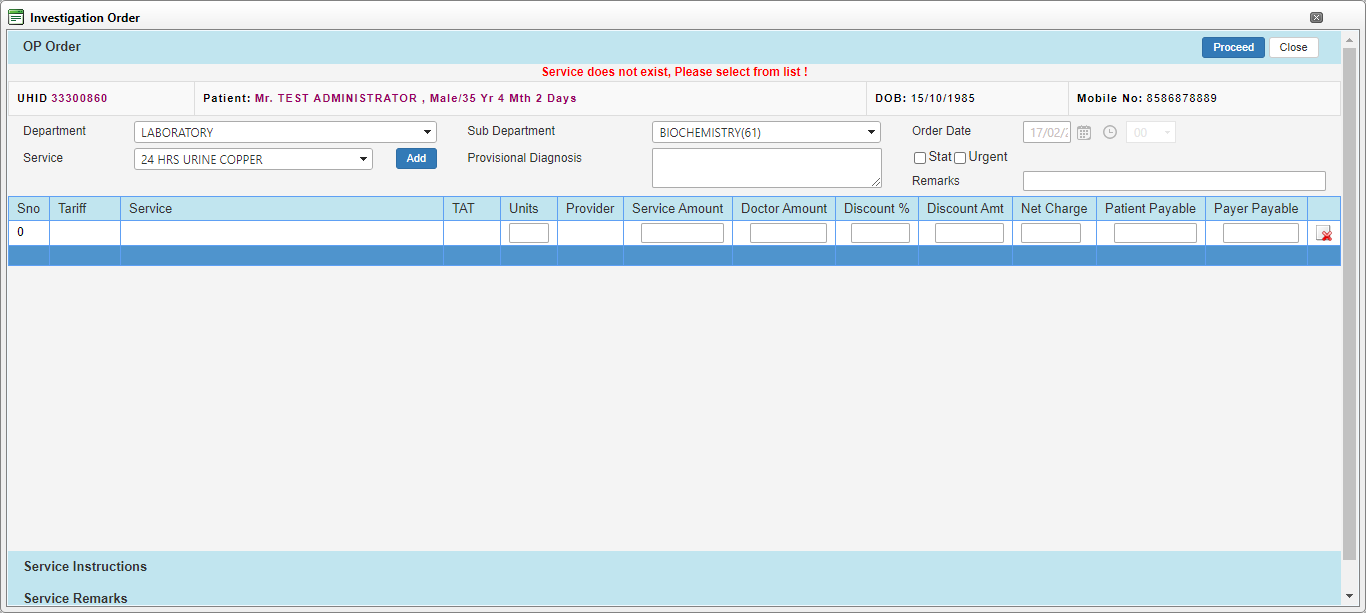 Investigation Order
OP Order
Proceed
Close
Service does not exist, Please select from list !
UHID 33300860
Patient: Mr. TEST ADMINISTRATOR , Male/35 Yr 4 Mth 2 Days
DOB: 15/10/1985
Mobile No: 8586878889
Department
LABORATORY
Sub Department
BIOCHEMISTRY(61)
Order Date
17/02/2
00
Service
24 HRS URINE COPPER
Add
Provisional Diagnosis
Stat
Urgent
Remarks
Sno Tariff Service TAT Units Provider Service Amount Doctor Amount Discount % Discount Amt Net Charge Patient Payable Payer Payable
0
Service Instructions
Service Remarks